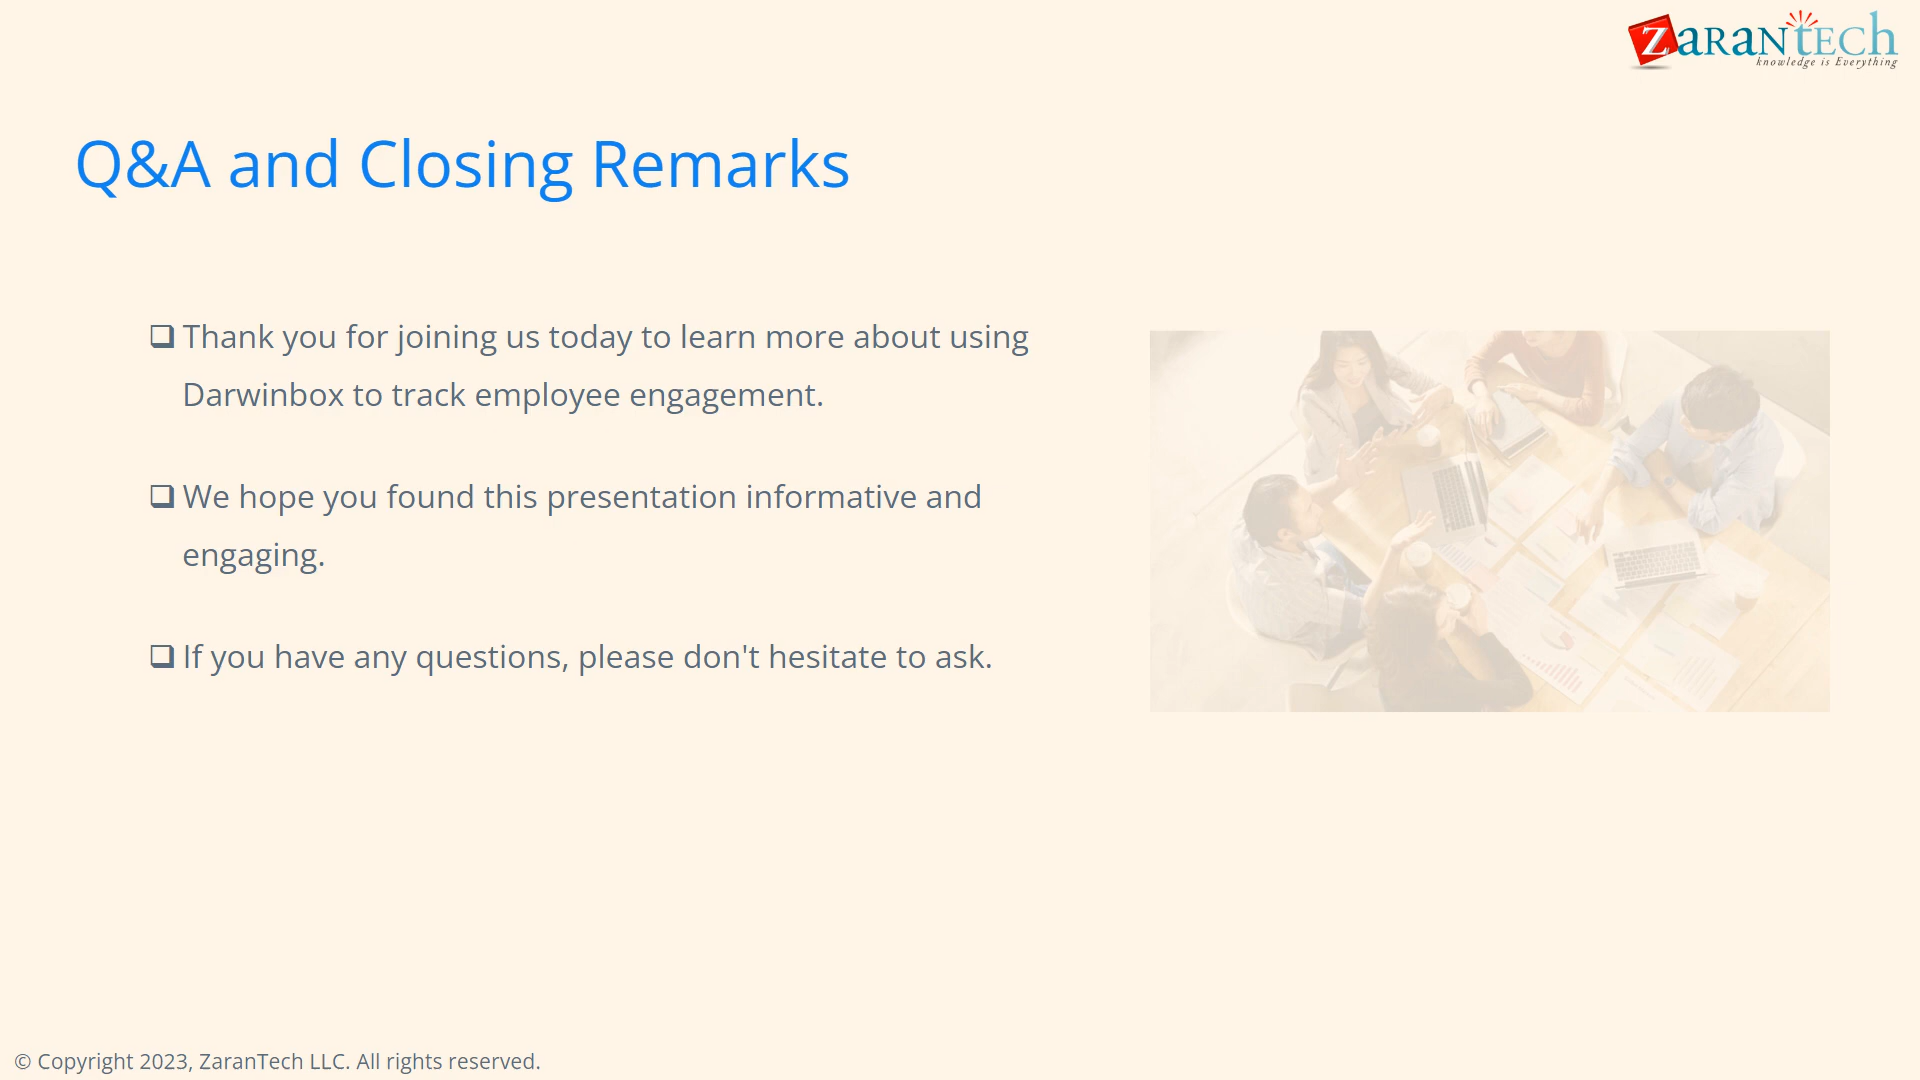 ZaranTech
knowledge is Everything
Q&A and Closing Remarks
❑ Thank you for joining us today to learn more about using
Darwinbox to track employee engagement.
❑ We hope you found this presentation informative and
engaging.
❑ If you have any questions, please don't hesitate to ask.
© Copyright 2023, ZaranTech LLC. All rights reserved.